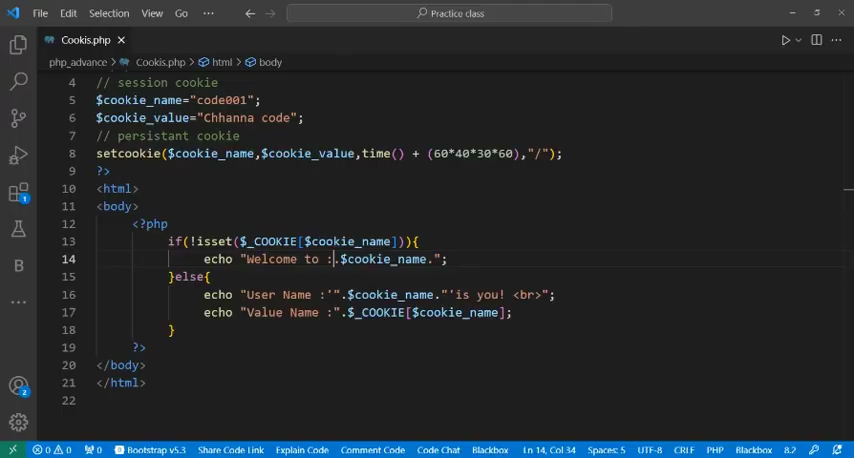 File Edit Selection View Go ··· Practice class
Cookis.php
php_advance > Cookis.php > html > body
4 // session cookie
5 $cookie_name="code001";
6 $cookie_value="Chhanna code";
7 // persistant cookie
8 setcookie($cookie_name,$cookie_value,time() + (60*40*30*60),"/");
9 ?>
10 <html>
11 <body>
12 <?php
13 if(!isset($_COOKIE[$cookie_name])){
14 echo "Welcome to :.$cookie_name.";
15 }else{
16 echo "User Name :'".$cookie_name."'is you! <br>";
17 echo "Value Name :".$_COOKIE[$cookie_name];
18 }
19 ?>
20 </body>
21 </html>
22
1
B
2
0 0 0 Bootstrap v5.3 Share Code Link Explain Code Comment Code Code Chat Blackbox Ln 14, Col 34 Spaces: 5 UTF-8 CRLF PHP Blackbox 8.2